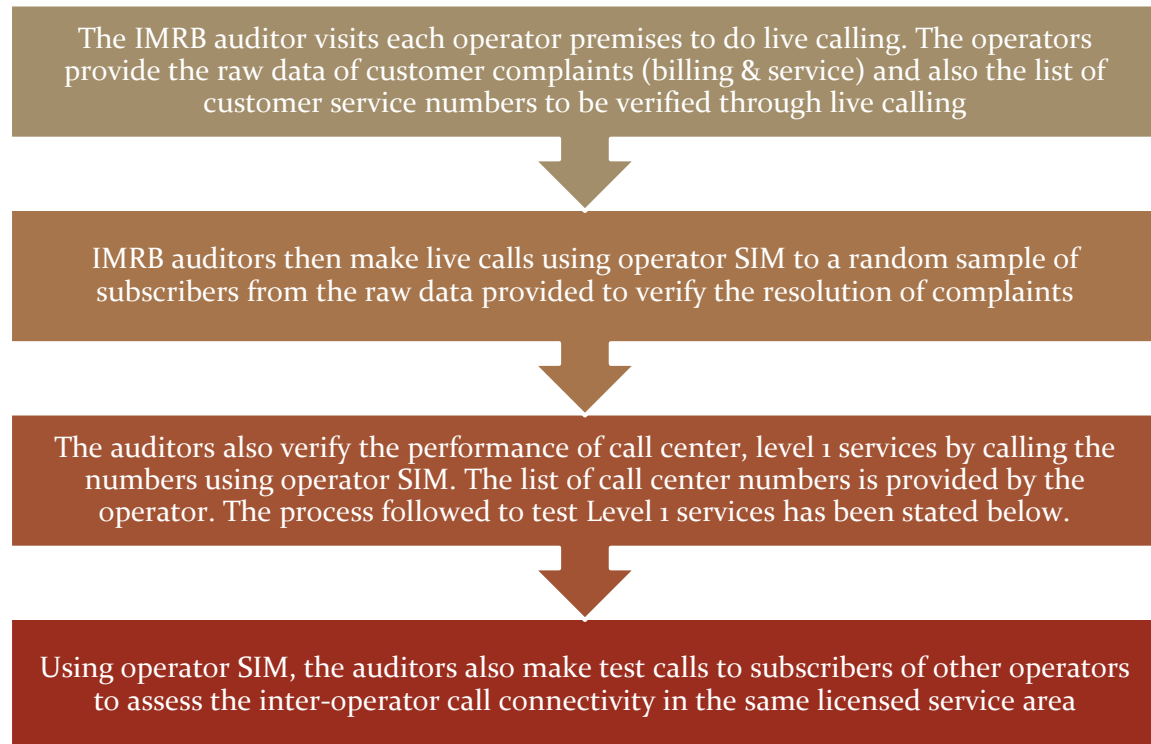 The IMRB auditor visits each operator premises to do live calling. The operators
provide the raw data of customer complaints (billing & service) and also the list of
customer service numbers to be verified through live calling
IMRB auditors then make live calls using operator SIM to a random sample of
subscribers from the raw data provided to verify the resolution of complaints
The auditors also verify the performance of call center, level 1 services by calling the
numbers using operator SIM. The list of call center numbers is provided by the
operator. The process followed to test Level 1 services has been stated below.
Using operator SIM, the auditors also make test calls to subscribers of other operators
to assess the inter-operator call connectivity in the same licensed service area